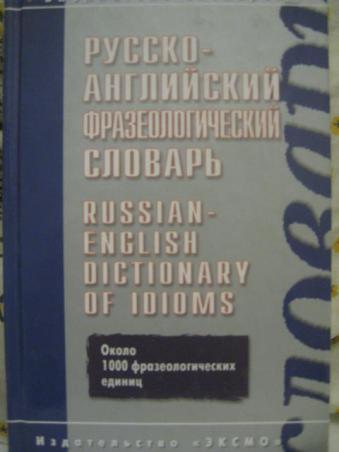 РУССКО-
АНГЛИЙСКИЙ
ФРАЗЕОЛОГИЧЕСКИЙ
СЛОВАРЬ
RUSSIAN-
ENGLISH
DICTIONARY
OF IDIOMS
Около
1000 фразеологических
единиц
Издательство «ЭКСМО»